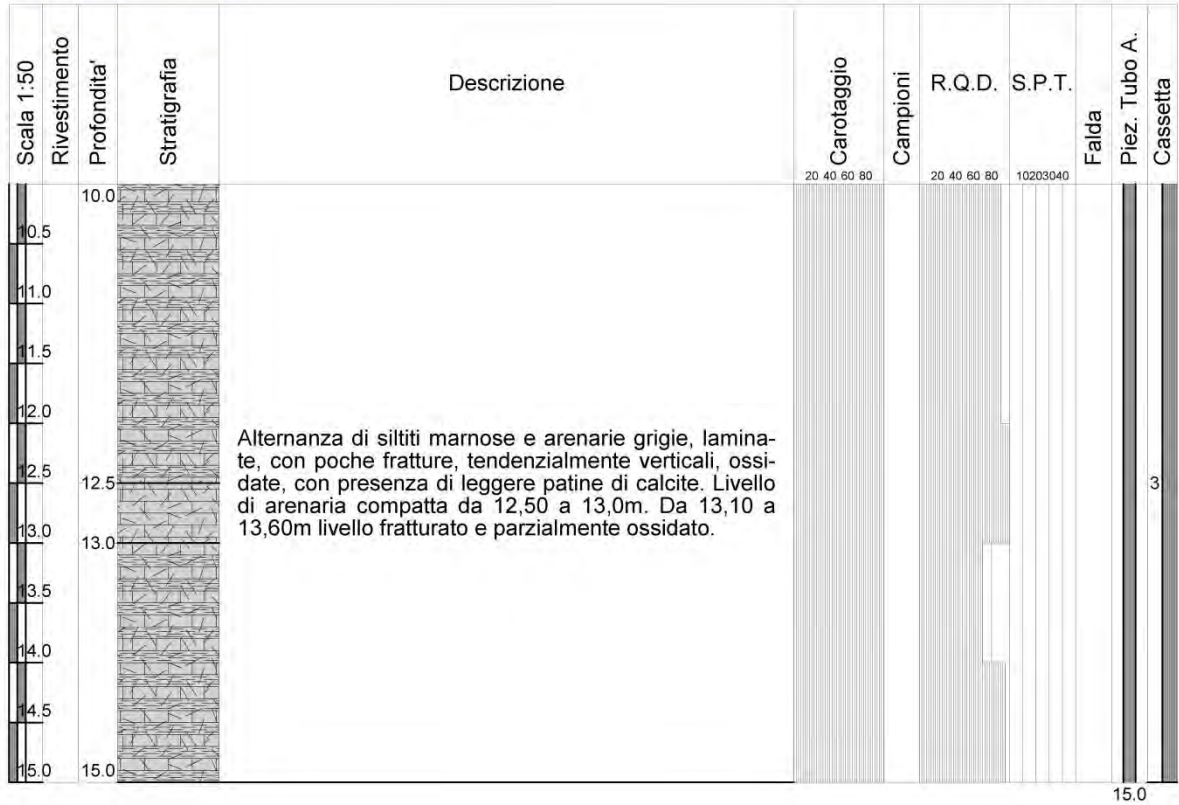 Scala 1:50
Rivestimento
Profondita'
Stratigrafia
Descrizione
Carotaggio
Campioni
R.Q.D.
S.P.T.
Falda
Piez. Tubo A.
Cassetta
20 40 60 80
20 40 60 80
10203040
10.0
10.5
11.0
11.5
12.0
12.5
13.0
13.5
14.0
14.5
15.0
12.5
13.0
15.0
Alternanza di siltiti marnose e arenarie grigie, lamina-
te, con poche fratture, tendenzialmente verticali, ossi-
date, con presenza di leggere patine di calcite. Livello
di arenaria compatta da 12,50 a 13,0m. Da 13,10 a
13,60m livello fratturato e parzialmente ossidato.
3
15.0